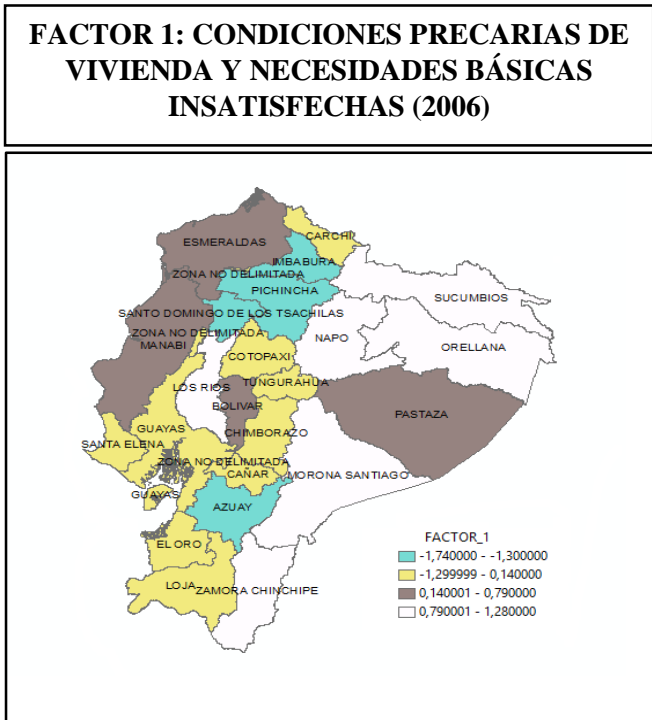 FACTOR 1: CONDICIONES PRECARIAS DE
VIVIENDA Y NECESIDADES BÁSICAS
INSATISFECHAS (2006)
CARCHI
ESMERALDAS
IMBABURA
ZONA NO DELIMITADA
PICHINCHA
SUCUMBIOS
SANTO DOMINGO DE LOS TSACHILAS
ZONA NO DELIMITADA
NAPO
MANABI
ORELLANA
COTOPAXI
LOS RIOS
TUNGURAHUA
BOLIVAR
PASTAZA
GUAYAS
CHIMBORAZO
SANTA ELENA
ZONA NO DELIMITADA
CAÑAR
MORONA SANTIAGO
GUAYAS
AZUAY
EL ORO
LOJA
ZAMORA CHINCHIPE
FACTOR_1
-1,740000 - -1,300000
-1,299999 - 0,140000
0,140001 - 0,790000
0,790001 - 1,280000